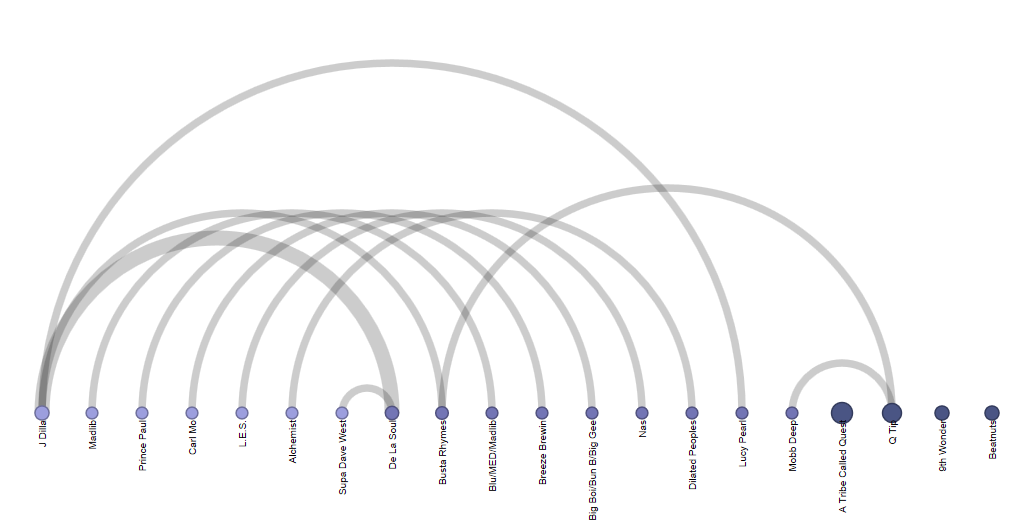 J Dilla
Madlib
Prince Paul
Carl Mo
L.E.S.
Alchemist
Supa Dave West
De La Soul
Busta Rhymes
Blu/MED/Madlib
Breeze Brewin
Big Boi/Bun B/Big Gee
Nas
Dilated Peoples
Lucy Pearl
Mobb Deep
A Tribe Called Quest
Q Tip
9th Wonder
Beatnuts